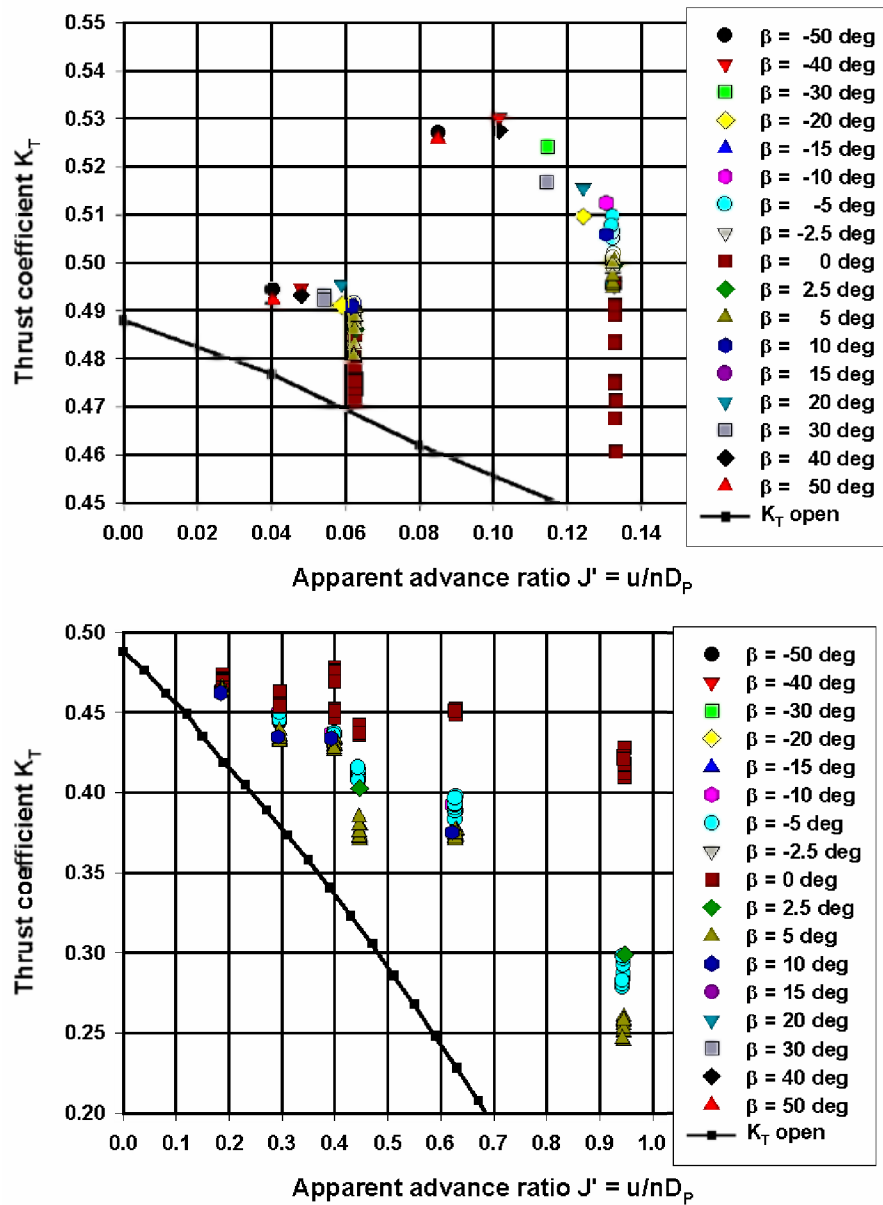 0.55
0.54
0.53
0.52
0.51
0.50
0.49
0.48
0.47
0.46
0.45
Thrust coefficient K_T
0.00 0.02 0.04 0.06 0.08 0.10 0.12 0.14
Apparent advance ratio J' = u/nD_P
β = -50 deg
β = -40 deg
β = -30 deg
β = -20 deg
β = -15 deg
β = -10 deg
β = -5 deg
β = -2.5 deg
β = 0 deg
β = 2.5 deg
β = 5 deg
β = 10 deg
β = 15 deg
β = 20 deg
β = 30 deg
β = 40 deg
β = 50 deg
K_T open
0.50
0.45
0.40
0.35
0.30
0.25
0.20
Thrust coefficient K_T
0.0 0.1 0.2 0.3 0.4 0.5 0.6 0.7 0.8 0.9 1.0
Apparent advance ratio J' = u/nD_P
β = -50 deg
β = -40 deg
β = -30 deg
β = -20 deg
β = -15 deg
β = -10 deg
β = -5 deg
β = -2.5 deg
β = 0 deg
β = 2.5 deg
β = 5 deg
β = 10 deg
β = 15 deg
β = 20 deg
β = 30 deg
β = 40 deg
β = 50 deg
K_T open